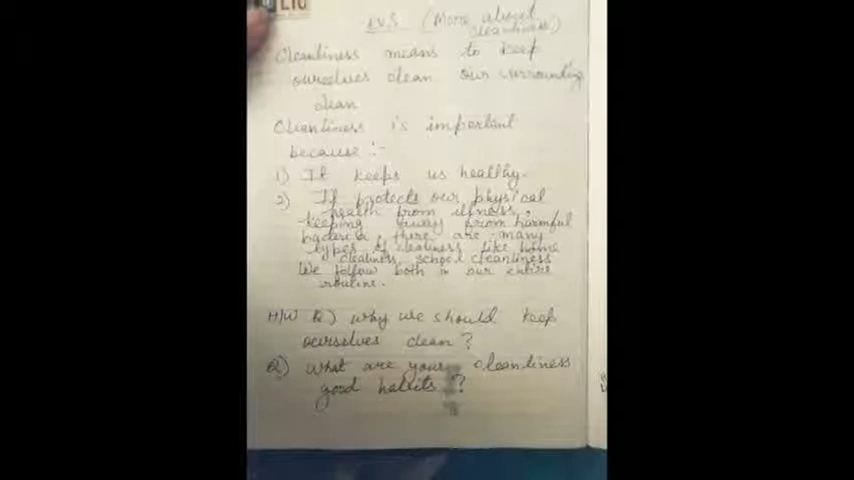 LIC
E.V.S (More about
cleanliness)
Cleanliness means to keep
ourselves clean our surrounding
clean
Cleanliness is important
because :-
1) It keeps us healthy.
2) It protects our physical
health from illness,
keeping away from harmful
bacteria, there are many
types of cleanliness like home
cleanliness, school cleanliness
We follow both in our entire
routine.
H/W Q) why we should keep
ourselves clean?
Q) What are your cleanliness
good habits?